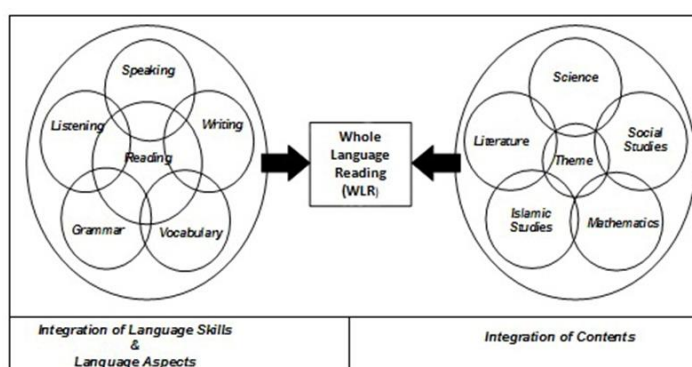 Speaking
Listening
Writing
Reading
Grammar
Vocabulary
Whole
Language
Reading
(WLR)
Science
Literature
Social
Studies
Theme
Islamic
Studies
Mathematics
Integration of Language Skills
&
Language Aspects
Integration of Contents